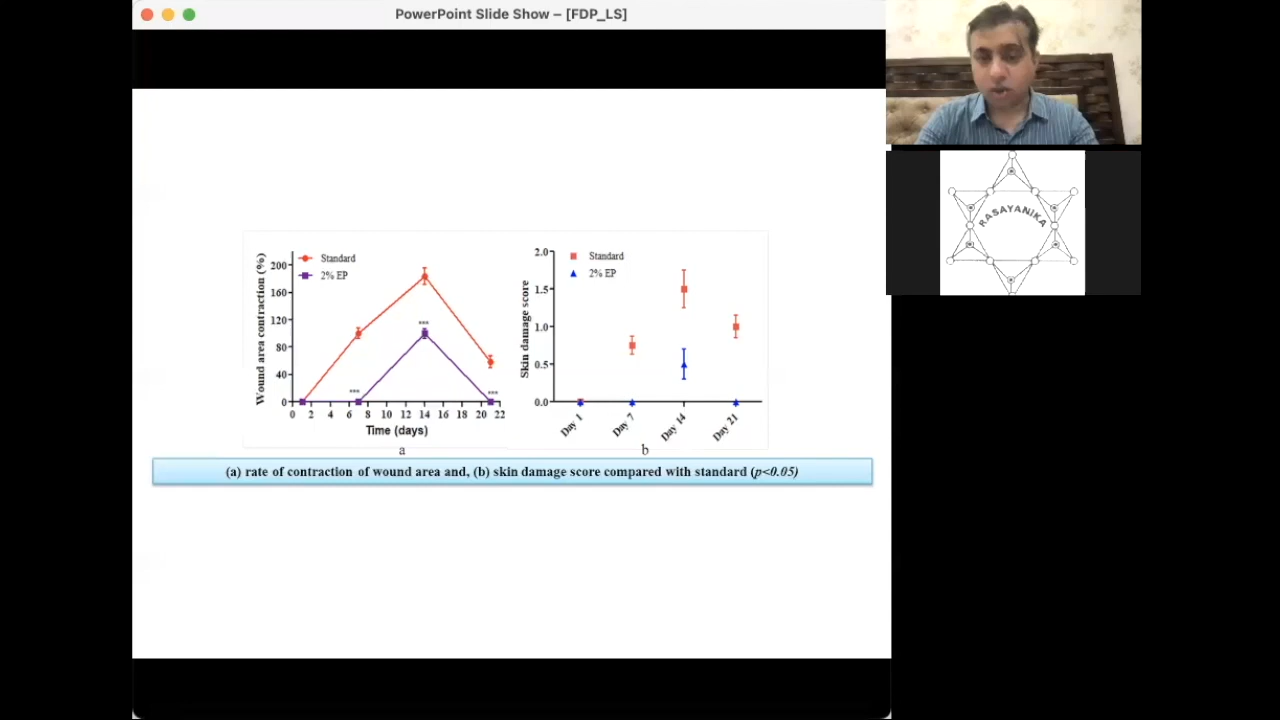 PowerPoint Slide Show – [FDP_LS]
RASAYANIKA
Wound area contraction (%)
200
160
120
80
40
0
Standard
2% EP
***
***
***
0 2 4 6 8 10 12 14 16 18 20 22
Time (days)
a
Skin damage score
2.0
1.5
1.0
0.5
0.0
Standard
2% EP
Day 1
Day 7
Day 14
Day 21
b
(a) rate of contraction of wound area and, (b) skin damage score compared with standard (p<0.05)